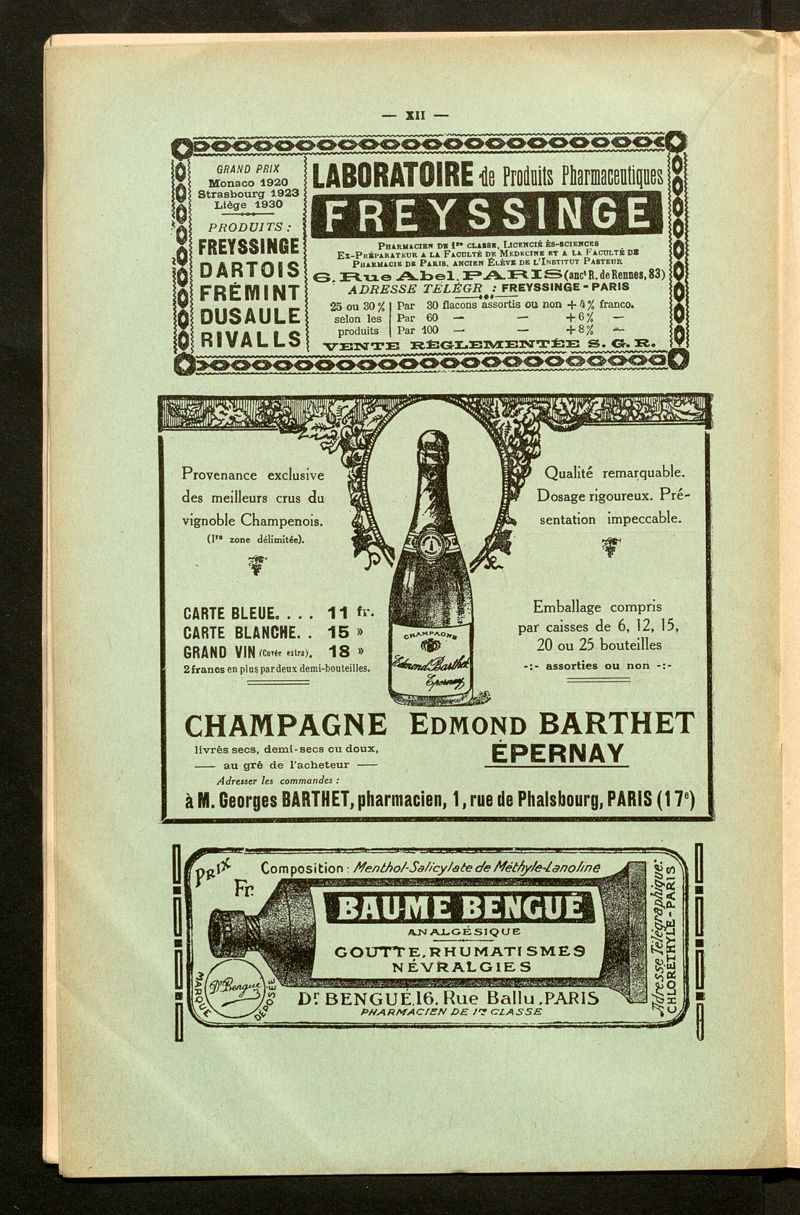 — XII —
GRAND PRIX
Monaco 1920
Strasbourg 1923
Liège 1930
PRODUITS :
FREYSSINGE
DARTOIS
FRÉMINT
DUSAULE
RIVALLS
LABORATOIRE de Produits Pharmaceutiques
FREYSSINGE
PHARMACIEN DE 1re CLASSE, LICENCIÉ ÈS-SCIENCES
EX-PRÉPARATEUR A LA FACULTÉ DE MÉDECINE ET A LA FACULTÉ DE
PHARMACIE DE PARIS, ANCIEN ÉLÈVE DE L'INSTITUT PASTEUR
6, Rue Abel, PARIS (anct R. de Rennes, 83)
ADRESSE TÉLÉGR : FREYSSINGE - PARIS
25 ou 30 % | Par 30 flacons assortis ou non + 4 % franco.
selon les | Par 60 — — + 6 % —
produits | Par 100 — — + 8 % —
VENTE RÉGLEMENTÉE S. G. R.
Provenance exclusive
des meilleurs crus du
vignoble Champenois.
(1re zone délimitée).
Qualité remarquable.
Dosage rigoureux. Pré-
sentation impeccable.
CARTE BLEUE. . . . 11 fr.
CARTE BLANCHE. . 15 »
GRAND VIN (Cuvée extra). 18 »
2 francs en plus par deux demi-bouteilles.
CHAMPAGNE
Edmond Barthet
Epernay
Emballage compris
par caisses de 6, 12, 15,
20 ou 25 bouteilles
-:- assorties ou non -:-
CHAMPAGNE EDMOND BARTHET
livrés secs, demi-secs ou doux,
— au gré de l'acheteur —
ÉPERNAY
Adresser les commandes :
à M. Georges BARTHET, pharmacien, 1, rue de Phalsbourg, PARIS (17e)
PRIX
Fr.
Composition : Menthol-Salicylate de Méthyle-Lanoline
BAUME BENGUÉ
ANALGÉSIQUE
GOUTTE, RHUMATISMES
NÉVRALGIES
MARQUE DÉPOSÉE
Dr Bengué
Dr BENGUÉ, 16, Rue Ballu, PARIS
PHARMACIEN DE 1re CLASSE
Adresse Télégraphique:
CHLORETHYLE-PARIS